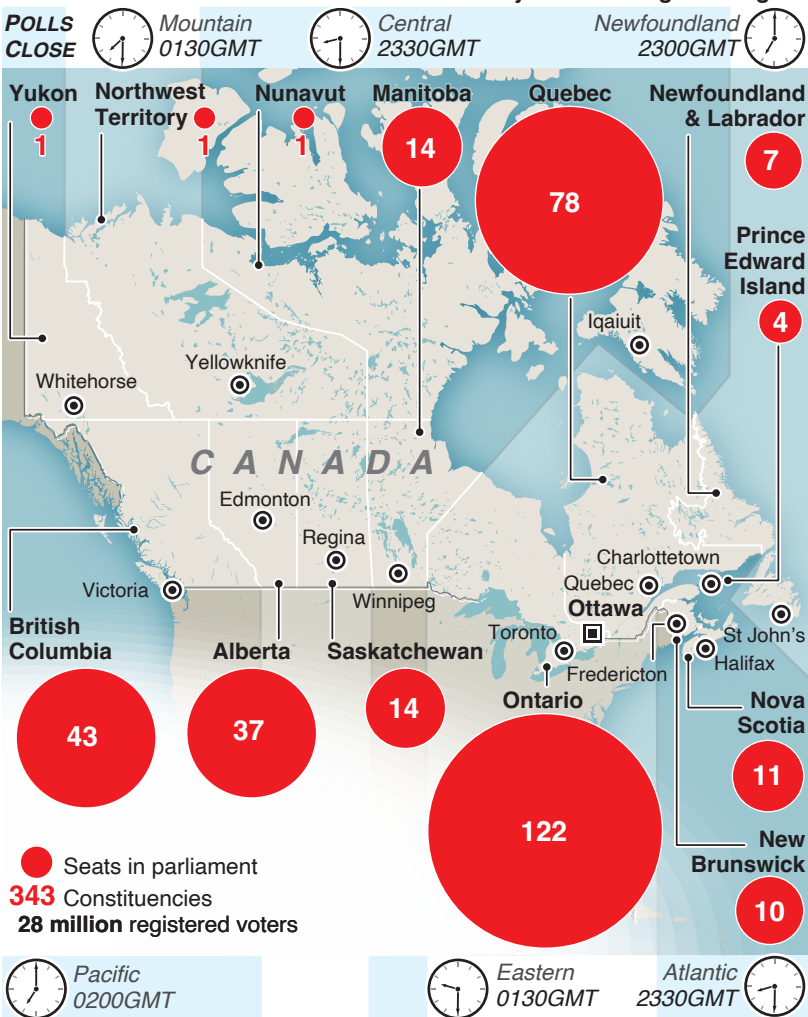 POLLS
CLOSE
Mountain
0130GMT
Central
2330GMT
Newfoundland
2300GMT
Yukon
1
Northwest
Territory
1
Nunavut
1
Manitoba
14
Quebec
78
Newfoundland
& Labrador
7
Prince
Edward
Island
4
Iqaiuit
Yellowknife
Whitehorse
CANADA
Edmonton
Regina
Winnipeg
Victoria
Charlottetown
Quebec
Ottawa
Toronto
Fredericton
St John's
Halifax
British
Columbia
43
Alberta
37
Saskatchewan
14
Ontario
122
Nova
Scotia
11
New
Brunswick
10
Seats in parliament
343 Constituencies
28 million registered voters
Pacific
0200GMT
Eastern
0130GMT
Atlantic
2330GMT